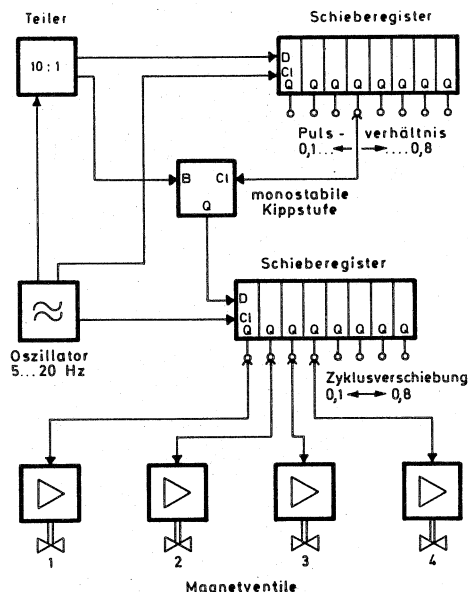 Teiler
Schieberegister
10 : 1
D
Cl
Q Q Q Q Q Q Q Q
Puls - verhältnis
0,1... ....0,8
B Cl
Q
monostabile
Kippstufe
Schieberegister
D
Cl
Q Q Q Q Q Q Q Q
Oszillator
5...20 Hz
Zyklusverschiebung
0,1 0,8
1 2 3 4
Magnetventile